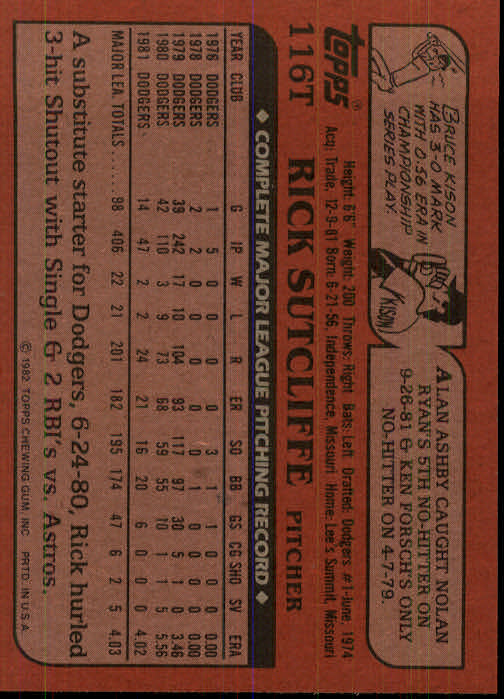 BRUCE KISON
HAS 3-0 MARK
WITH 0.56 ERA IN
CHAMPIONSHIP
SERIES PLAY.
KISON
ALAN ASHBY CAUGHT NOLAN
RYAN'S 5TH NO-HITTER ON
9-26-81 & KEN FORSCH'S ONLY
NO-HITTER ON 4-7-79.
topps®
116T RICK SUTCLIFFE PITCHER
Height: 6'6" Weight: 200 Throws: Right Bats: Left Drafted: Dodgers #1-June, 1974
Acq: Trade, 12-9-81 Born: 6-21-56, Independence, Missouri Home: Lee's Summit, Missouri
◆ COMPLETE MAJOR LEAGUE PITCHING RECORD ◆
YEAR CLUB G IP W L R ER SO BB GS CG SHO SV ERA
1976 DODGERS 1 5 0 0 0 0 3 1 1 0 0 0 0.00
1978 DODGERS 2 2 0 0 0 0 0 1 0 0 0 0 0.00
1979 DODGERS 39 242 17 10 104 93 117 97 30 5 1 0 3.46
1980 DODGERS 42 110 3 9 73 68 59 55 10 1 1 5 5.56
1981 DODGERS 14 47 2 2 24 21 16 20 6 0 0 0 4.02
MAJOR LEA. TOTALS ...... 98 406 22 21 201 182 195 174 47 6 2 5 4.03
A substitute starter for Dodgers, 6-24-80, Rick hurled
3-hit Shutout with Single & 2 RBI's vs. Astros.
© 1982 TOPPS CHEWING GUM, INC. PRTD. IN U.S.A.